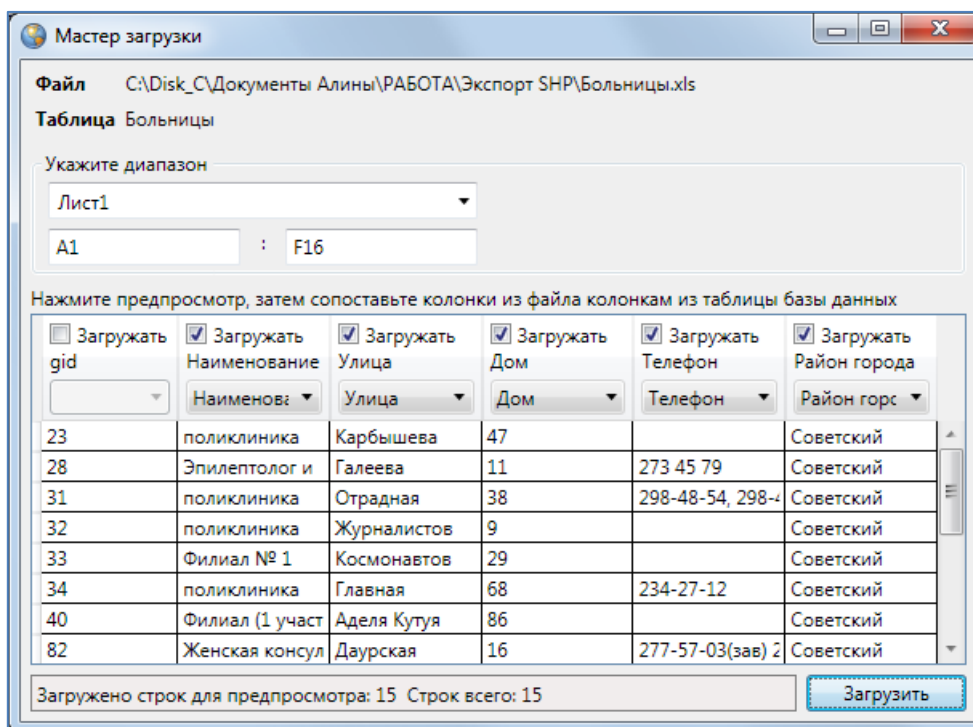 Мастер загрузки
Файл C:\Disk_C\Документы Алины\РАБОТА\Экспорт SHP\Больницы.xls
Таблица Больницы
Укажите диапазон
Лист1
A1 : F16
Нажмите предпросмотр, затем сопоставьте колонки из файла колонкам из таблицы базы данных
Загружать Загружать Загружать Загружать Загружать Загружать
gid Наименование Улица Дом Телефон Район города
Наименова Улица Дом Телефон Район горо
23 поликлиника Карбышева 47 Советский
28 Эпилептолог и Галеева 11 273 45 79 Советский
31 поликлиника Отрадная 38 298-48-54, 298-4 Советский
32 поликлиника Журналистов 9 Советский
33 Филиал № 1 Космонавтов 29 Советский
34 поликлиника Главная 68 234-27-12 Советский
40 Филиал (1 участ Аделя Кутуя 86 Советский
82 Женская консул Даурская 16 277-57-03(зав) 2 Советский
Загружено строк для предпросмотра: 15 Строк всего: 15
Загрузить